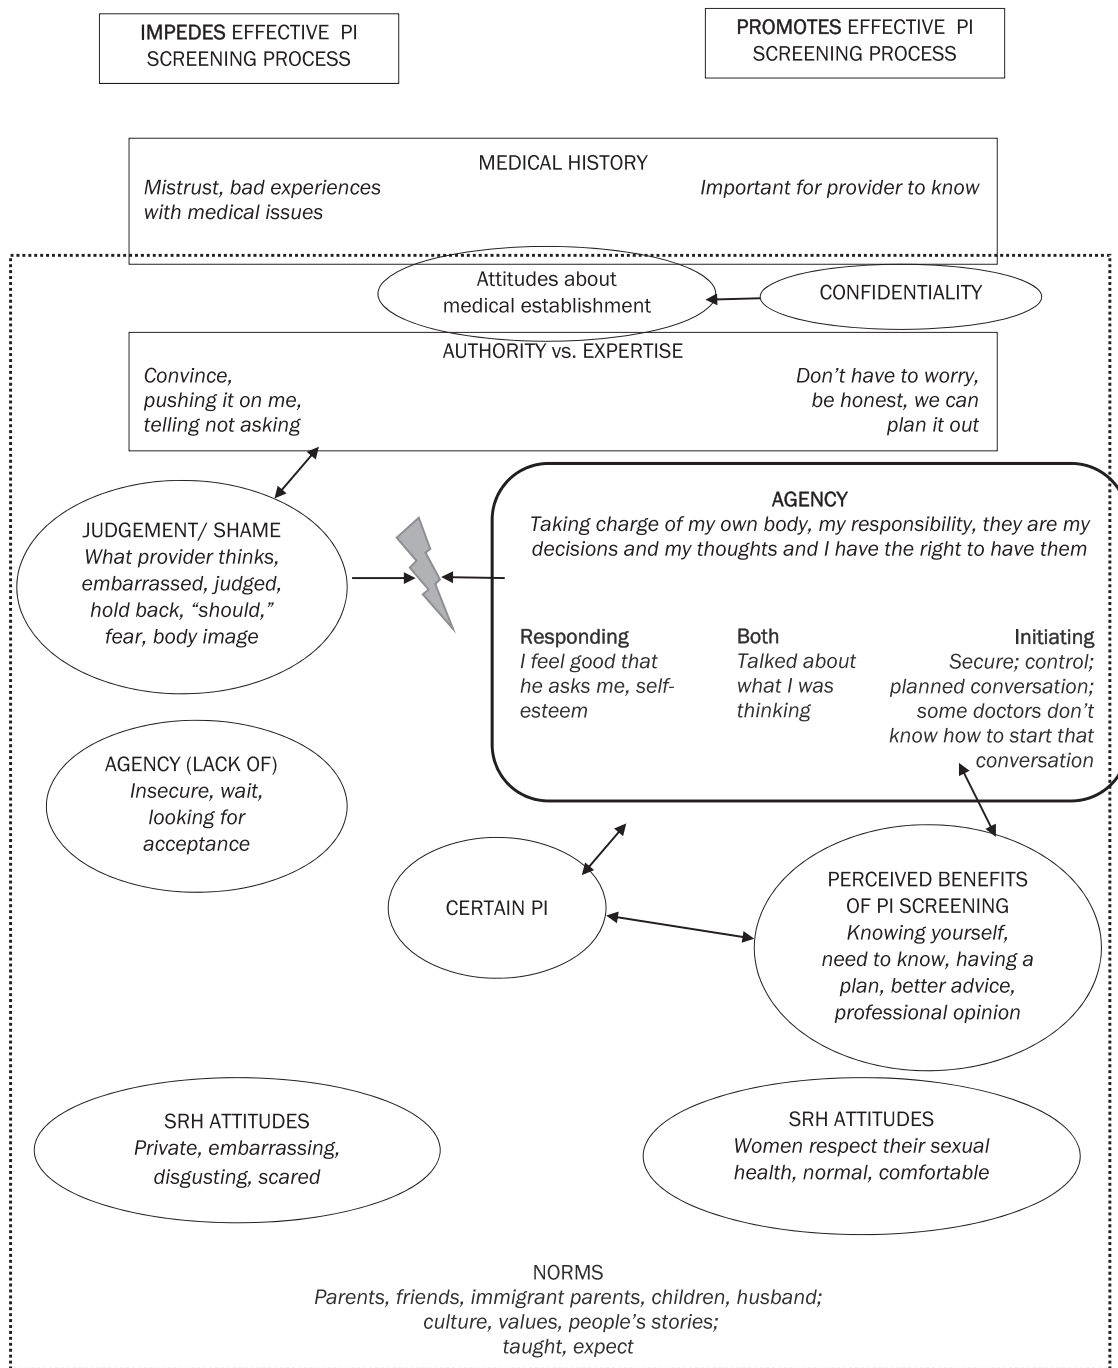 IMPEDES EFFECTIVE PI
SCREENING PROCESS
PROMOTES EFFECTIVE PI
SCREENING PROCESS
MEDICAL HISTORY
Mistrust, bad experiences
with medical issues
Important for provider to know
Attitudes about
medical establishment
CONFIDENTIALITY
AUTHORITY vs. EXPERTISE
Convince,
pushing it on me,
telling not asking
Don't have to worry,
be honest, we can
plan it out
JUDGEMENT/ SHAME
What provider thinks,
embarrassed, judged,
hold back, "should,"
fear, body image
AGENCY
Taking charge of my own body, my responsibility, they are my
decisions and my thoughts and I have the right to have them
Responding
I feel good that
he asks me, self-
esteem
Both
Talked about
what I was
thinking
Initiating
Secure; control;
planned conversation;
some doctors don't
know how to start that
conversation
AGENCY (LACK OF)
Insecure, wait,
looking for
acceptance
CERTAIN PI
PERCEIVED BENEFITS
OF PI SCREENING
Knowing yourself,
need to know, having a
plan, better advice,
professional opinion
SRH ATTITUDES
Private, embarrassing,
disgusting, scared
SRH ATTITUDES
Women respect their sexual
health, normal, comfortable
NORMS
Parents, friends, immigrant parents, children, husband;
culture, values, people's stories;
taught, expect